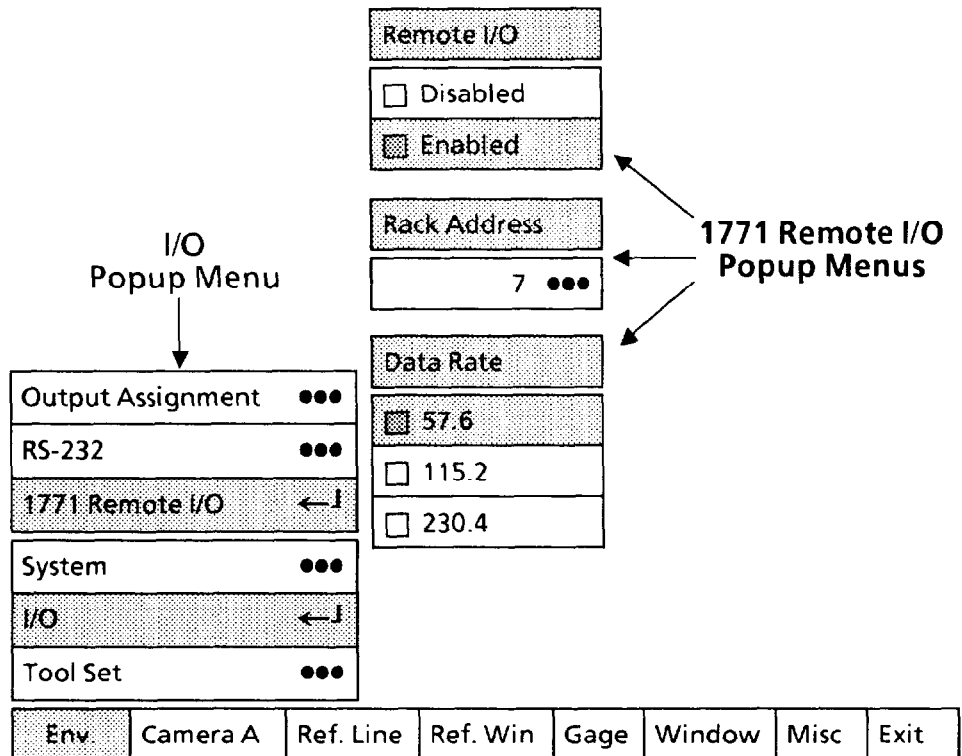 Remote I/O
Disabled
Enabled
Rack Address
7 •••
Data Rate
57.6
115.2
230.4
1771 Remote I/O
Popup Menus
I/O
Popup Menu
Output Assignment •••
RS-232 •••
1771 Remote I/O ←┘
System •••
I/O ←┘
Tool Set •••
Env Camera A Ref. Line Ref. Win Gage Window Misc Exit